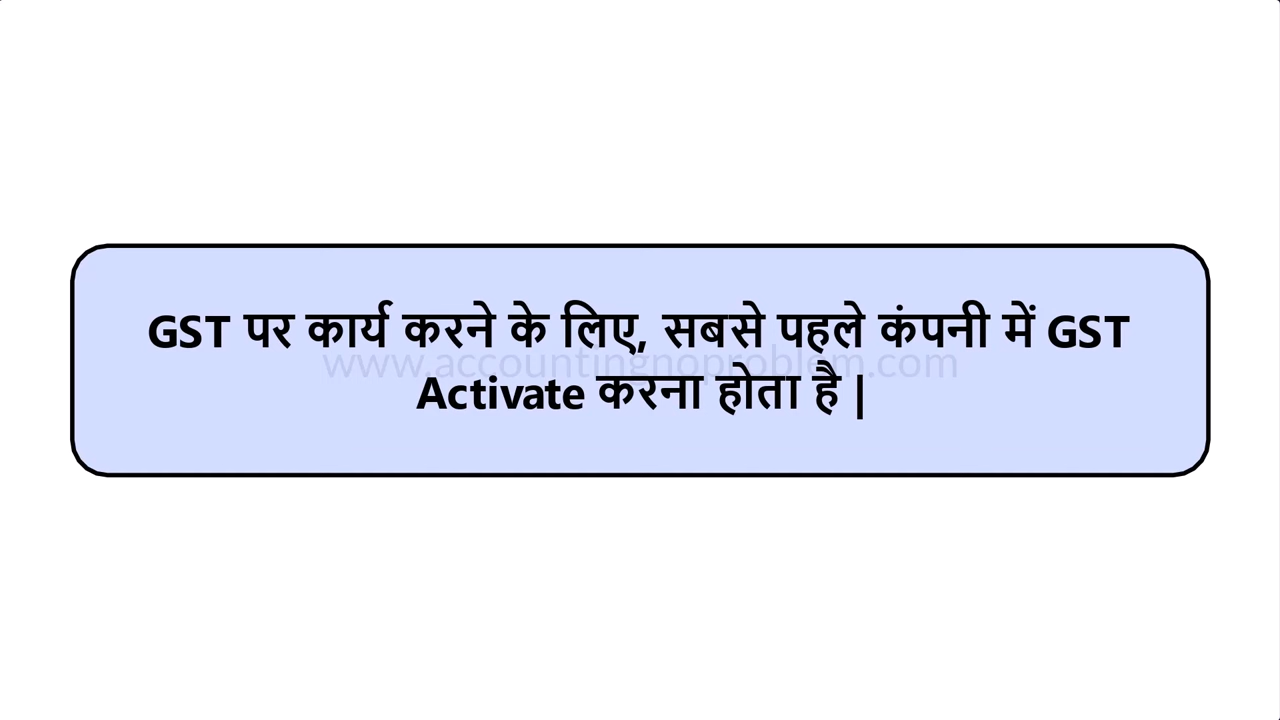 GST पर कार्य करने के लिए, सबसे पहले कंपनी में GST
www.accountingnoproblem.com
Activate करना होता है |